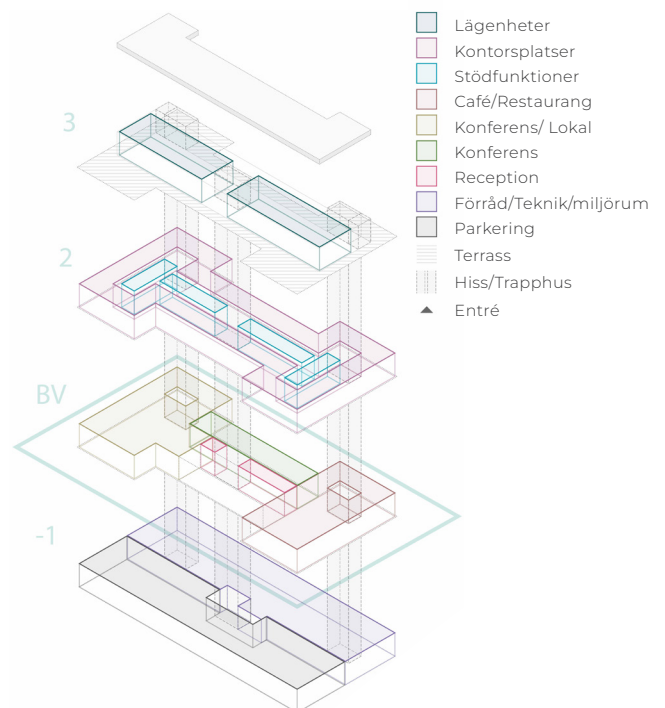 Lägenheter
Kontorsplatser
Stödfunktioner
Café/Restaurang
Konferens/ Lokal
Konferens
Reception
Förråd/Teknik/miljörum
Parkering
Terrass
Hiss/Trapphus
Entré
3
2
BV
-1